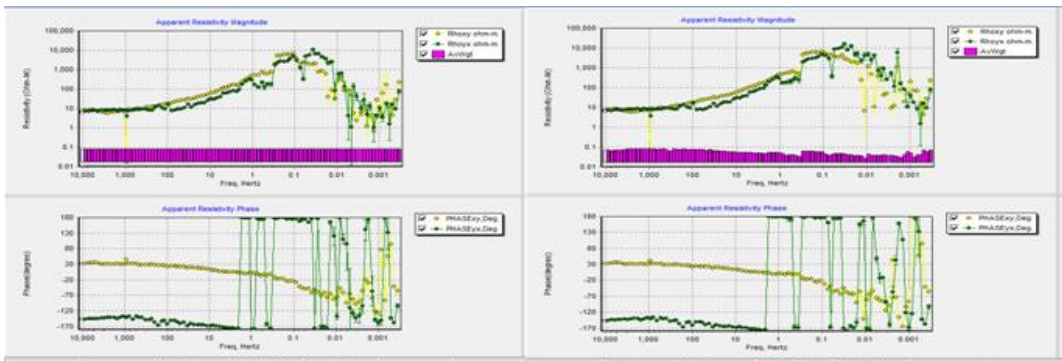 Apparent Resistivity Magnitude
100,000
10,000
1,000
100
10
1
0.1
0.01
Resistivity (Ohm-M)
10,000 1,000 100 10 1 0.1 0.01 0.001
Freq, Hertz
Rhoxy ohm-m
Rhoyx ohm-m
AvWgt
Apparent Resistivity Magnitude
100,000
10,000
1,000
100
10
1
0.1
0.01
Resistivity (Ohm-M)
10,000 1,000 100 10 1 0.1 0.01 0.001
Freq, Hertz
Rhoxy ohm-m
Rhoyx ohm-m
AvWgt
Apparent Resistivity Phase
180
130
80
30
-20
-70
-120
-170
Phase(degrees)
10,000 1,000 100 10 1 0.1 0.01 0.001
Freq, Hertz
PHASExy,Deg
PHASEyx,Deg
Apparent Resistivity Phase
180
130
80
30
-20
-70
-120
-170
Phase(degrees)
10,000 1,000 100 10 1 0.1 0.01 0.001
Freq, Hertz
PHASExy,Deg
PHASEyx,Deg